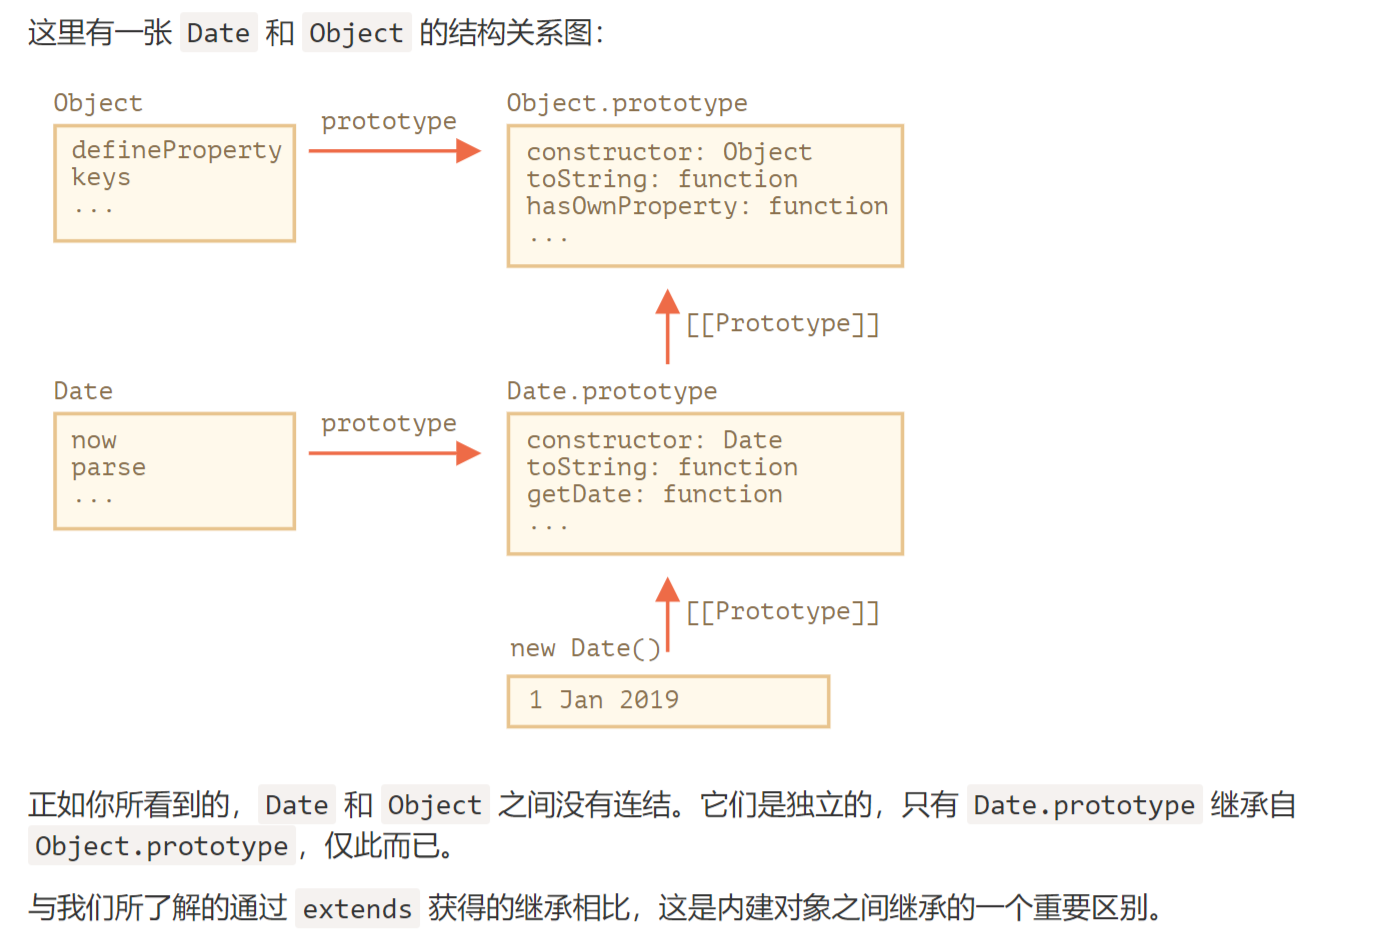 这里有一张 Date 和 Object 的结构关系图：
Object
prototype
Object.prototype
defineProperty
keys
...
constructor: Object
toString: function
hasOwnProperty: function
...
[[Prototype]]
Date
prototype
Date.prototype
now
parse
...
constructor: Date
toString: function
getDate: function
...
[[Prototype]]
new Date()
1 Jan 2019
正如你所看到的，Date 和 Object 之间没有连结。它们是独立的，只有 Date.prototype 继承自
Object.prototype，仅此而已。
与我们所了解的通过 extends 获得的继承相比，这是内建对象之间继承的一个重要区别。